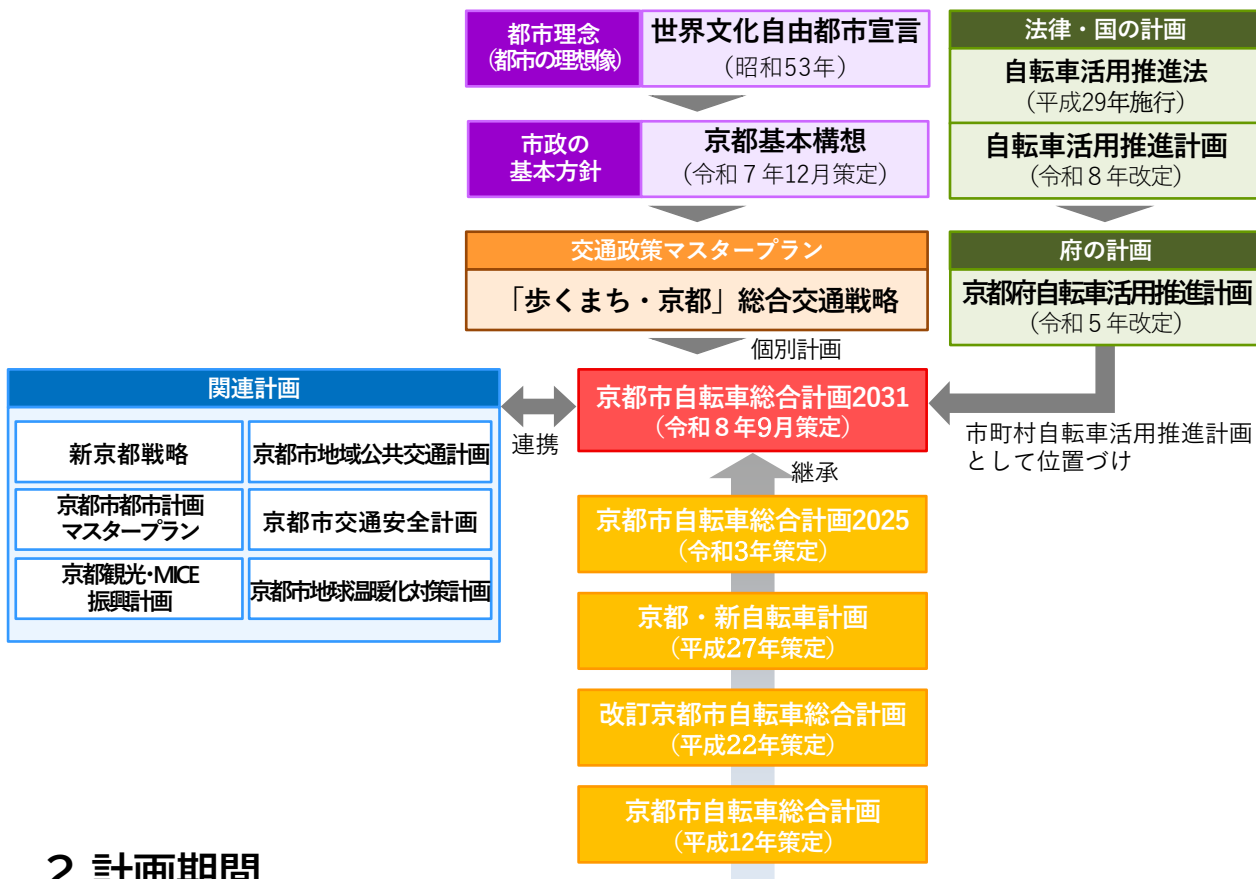 都市理念
(都市の理想像)
世界文化自由都市宣言
（昭和53年）
市政の
基本方針
京都基本構想
（令和７年12月策定）
交通政策マスタープラン
「歩くまち・京都」総合交通戦略
個別計画
法律・国の計画
自転車活用推進法
（平成29年施行）
自転車活用推進計画
（令和８年改定）
府の計画
京都府自転車活用推進計画
（令和５年改定）
市町村自転車活用推進計画
として位置づけ
関連計画
新京都戦略
京都市地域公共交通計画
京都市都市計画
マスタープラン
京都市交通安全計画
京都観光・MICE
振興計画
京都市地球温暖化対策計画
連携
京都市自転車総合計画2031
（令和８年9月策定）
継承
京都市自転車総合計画2025
（令和3年策定）
京都・新自転車計画
（平成27年策定）
改訂京都市自転車総合計画
（平成22年策定）
京都市自転車総合計画
（平成12年策定）
２ 計画期間